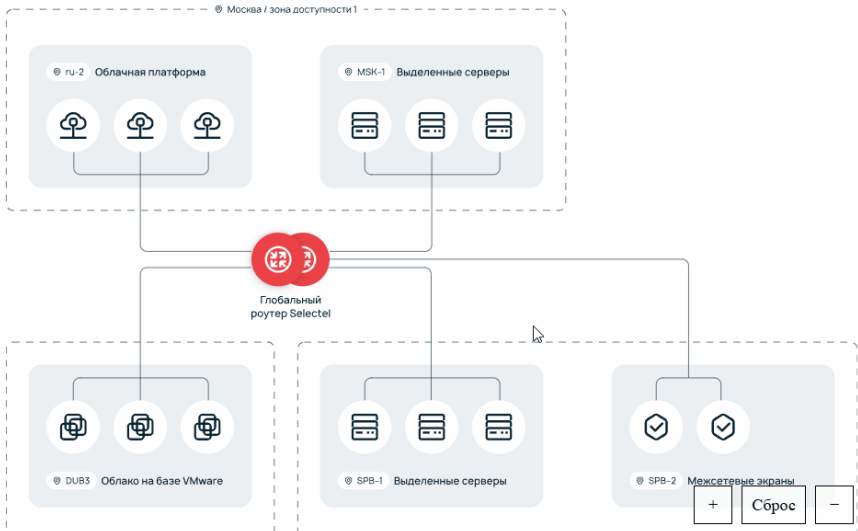 Москва / зона доступности 1
ru-2 Облачная платформа
MSK-1 Выделенные серверы
Глобальный
роутер Selectel
DUB3 Облако на базе VMware
SPB-1 Выделенные серверы
SPB-2 Межсетевые экраны
+ Сброс −